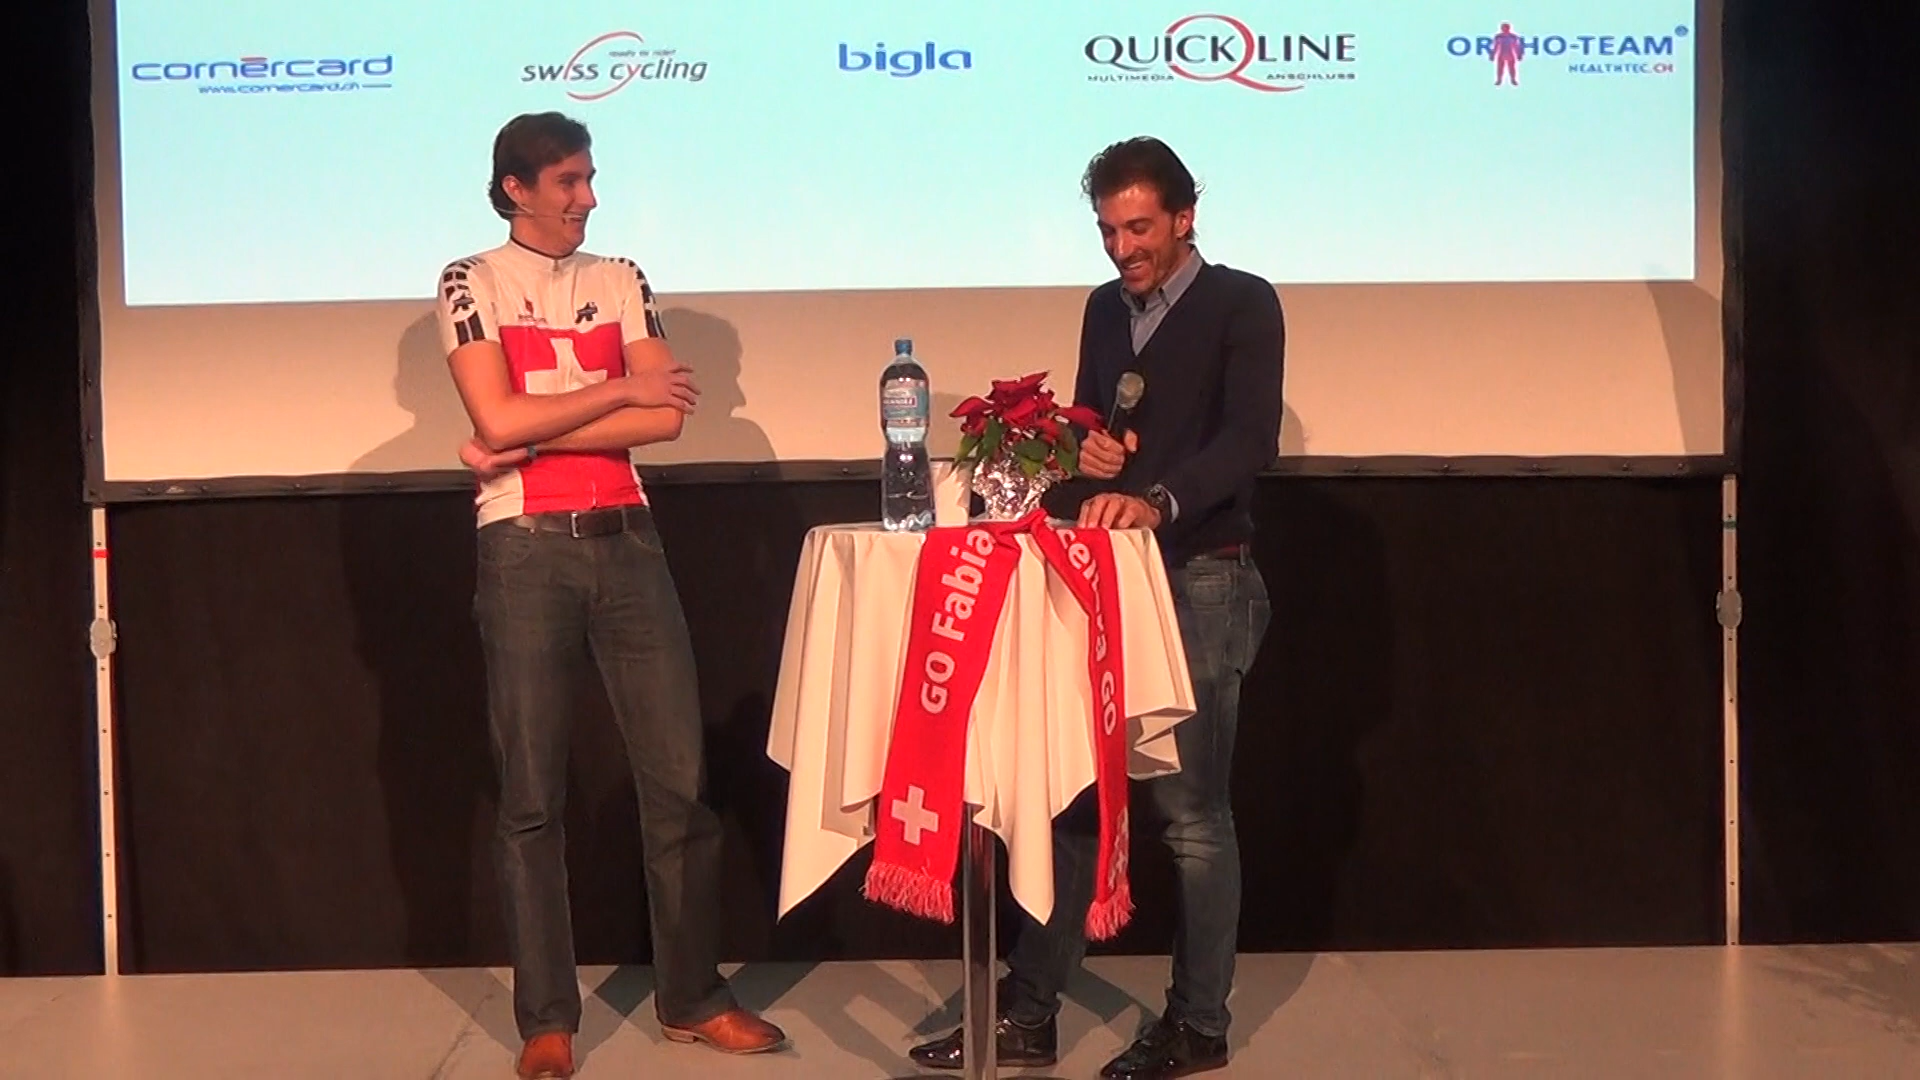 cornèrcard
www.cornercard.ch
ready to ride!
swiss cycling
bigla
QUICKLINE
MULTIMEDIA ANSCHLUSS
ORTHO-TEAM®
HEALTHTEC.CH
GO Fabia
GO